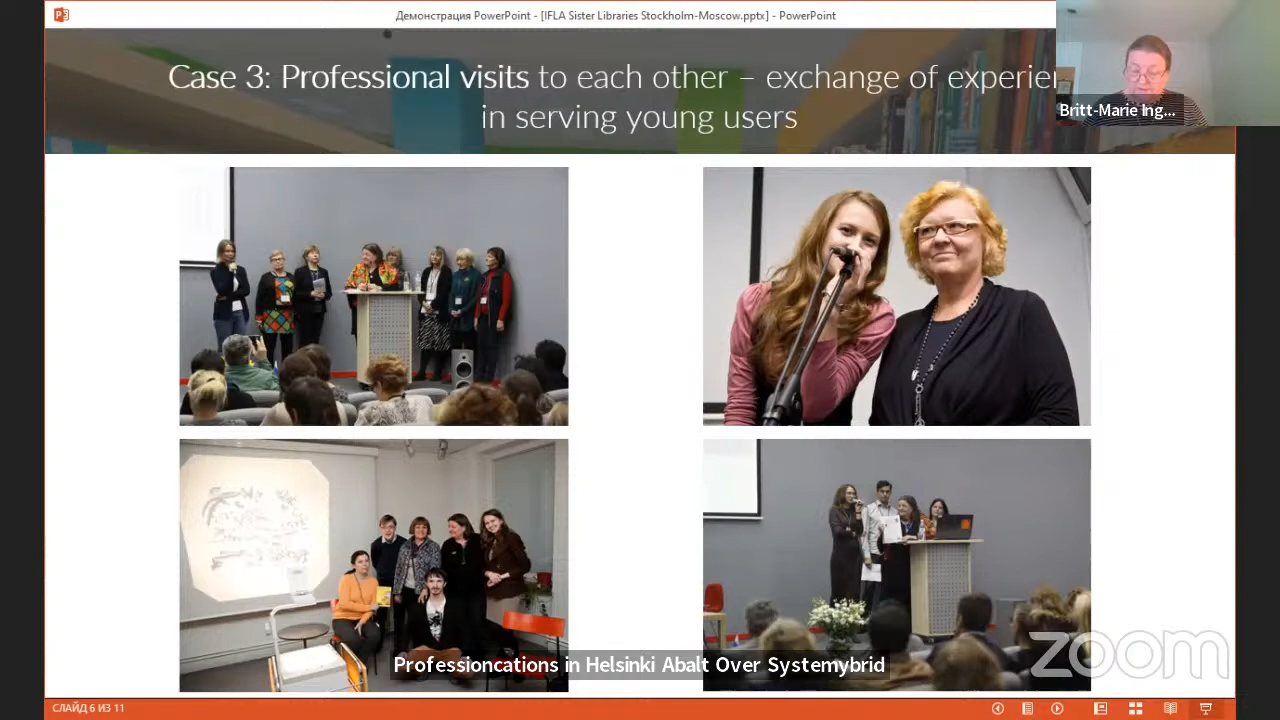 Демонстрация PowerPoint - [IFLA Sister Libraries Stockholm-Moscow.pptx] - PowerPoint
Case 3: Professional visits to each other – exchange of experien
in serving young users
Britt-Marie Ing...
Professioncations in Helsinki Abalt Over Systemybrid
zoom
СЛАЙД 6 ИЗ 11